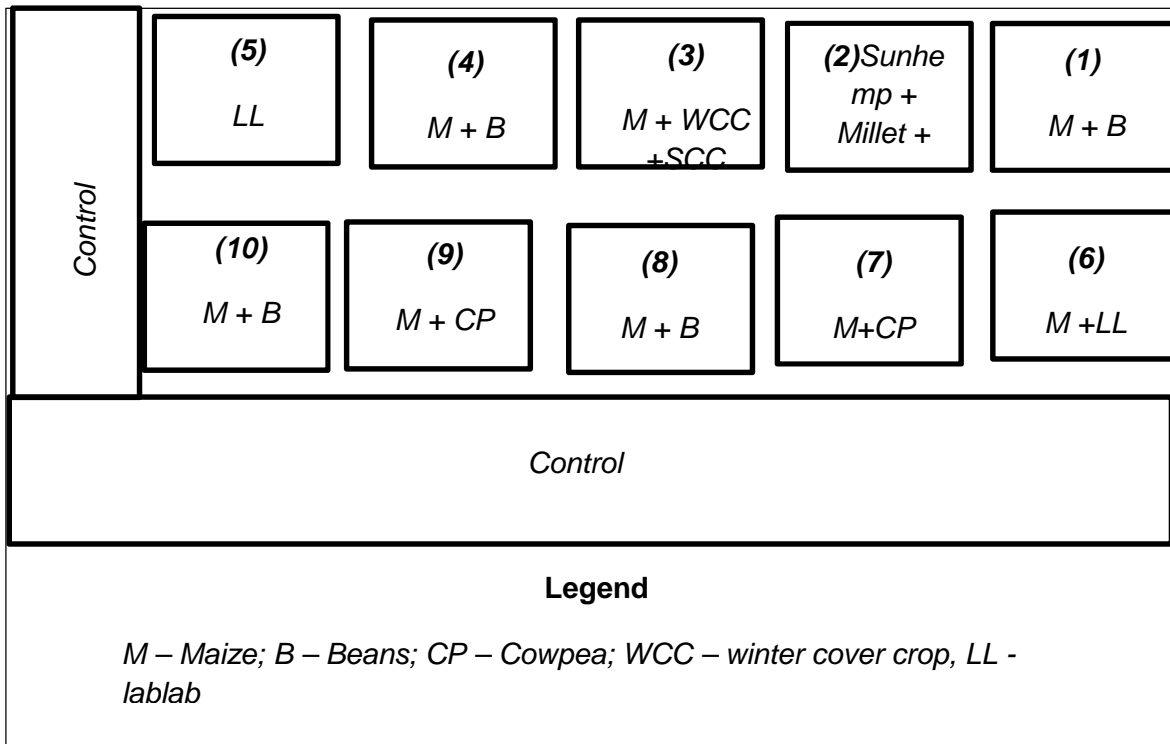 (5)
LL
(4)
M + B
(3)
M + WCC
+SCC
(2)Sunhe
mp +
Millet +
(1)
M + B
Control
(10)
M + B
(9)
M + CP
(8)
M + B
(7)
M+CP
(6)
M +LL
Control
Legend
M – Maize; B – Beans; CP – Cowpea; WCC – winter cover crop, LL -
lablab